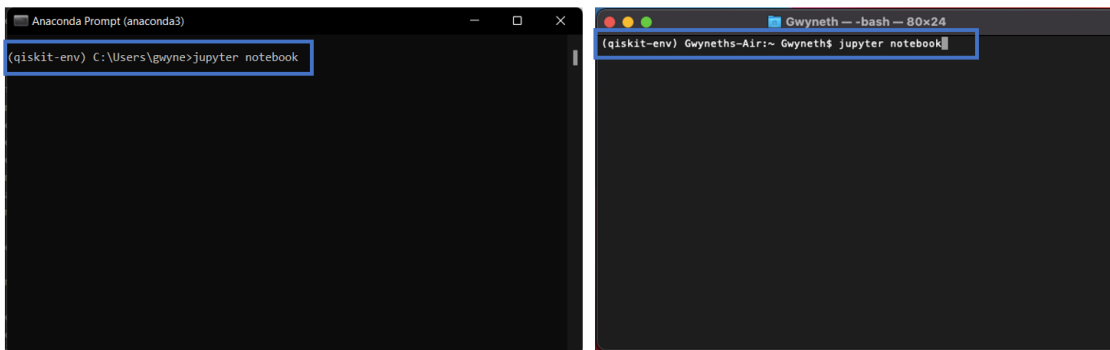 Anaconda Prompt (anaconda3)
(qiskit-env) C:\Users\gwyne>jupyter notebook
Gwyneth — -bash — 80×24
(qiskit-env) Gwyneths-Air:~ Gwyneth$ jupyter notebook